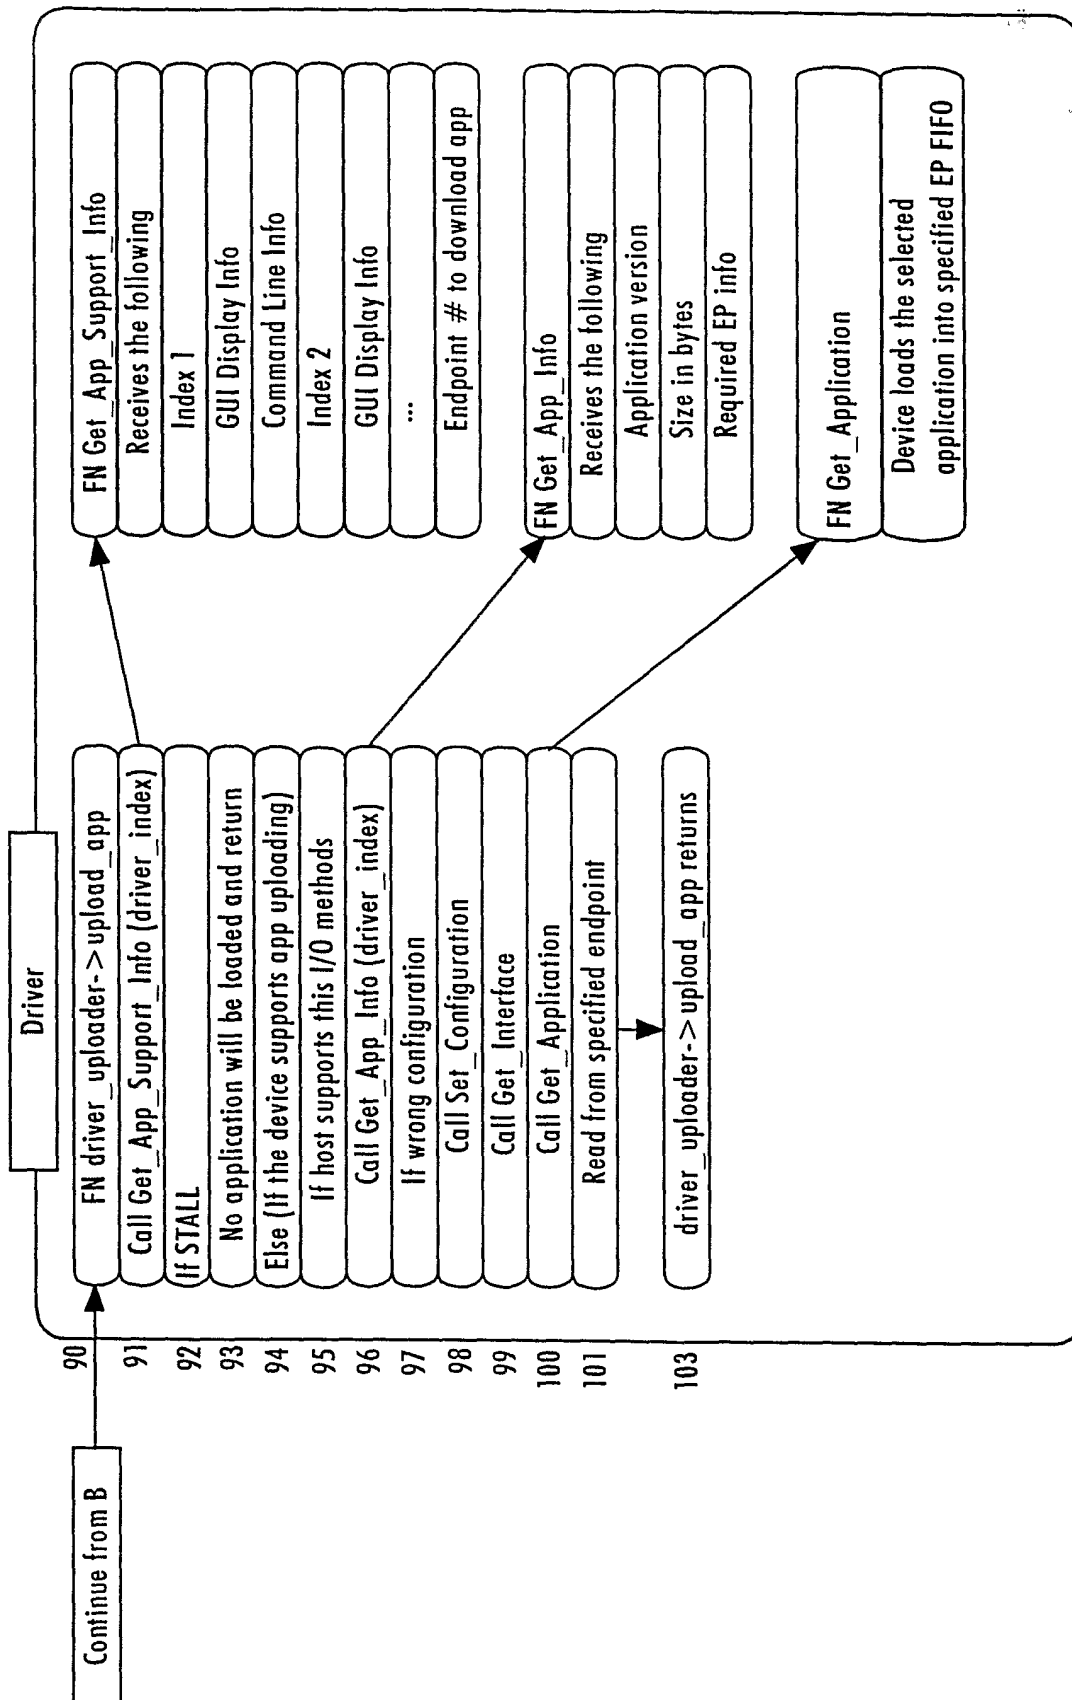 Driver
Continue from B
90
91
92
93
94
95
96
97
98
99
100
101
103
FN driver_uploader->upload_app
Call Get_App_Support_Info (driver_index)
If STALL
No application will be loaded and return
Else (If the device supports app uploading)
If host supports this I/O methods
Call Get_App_Info (driver_index)
If wrong configuration
Call Set_Configuration
Call Get_Interface
Call Get_Application
Read from specified endpoint
driver_uploader->upload_app returns
FN Get_App_Support_Info
Receives the following
Index 1
GUI Display Info
Command Line Info
Index 2
GUI Display Info
...
Endpoint # to download app
FN Get_App_Info
Receives the following
Application version
Size in bytes
Required EP info
FN Get_Application
Device loads the selected
application into specified EP FIFO